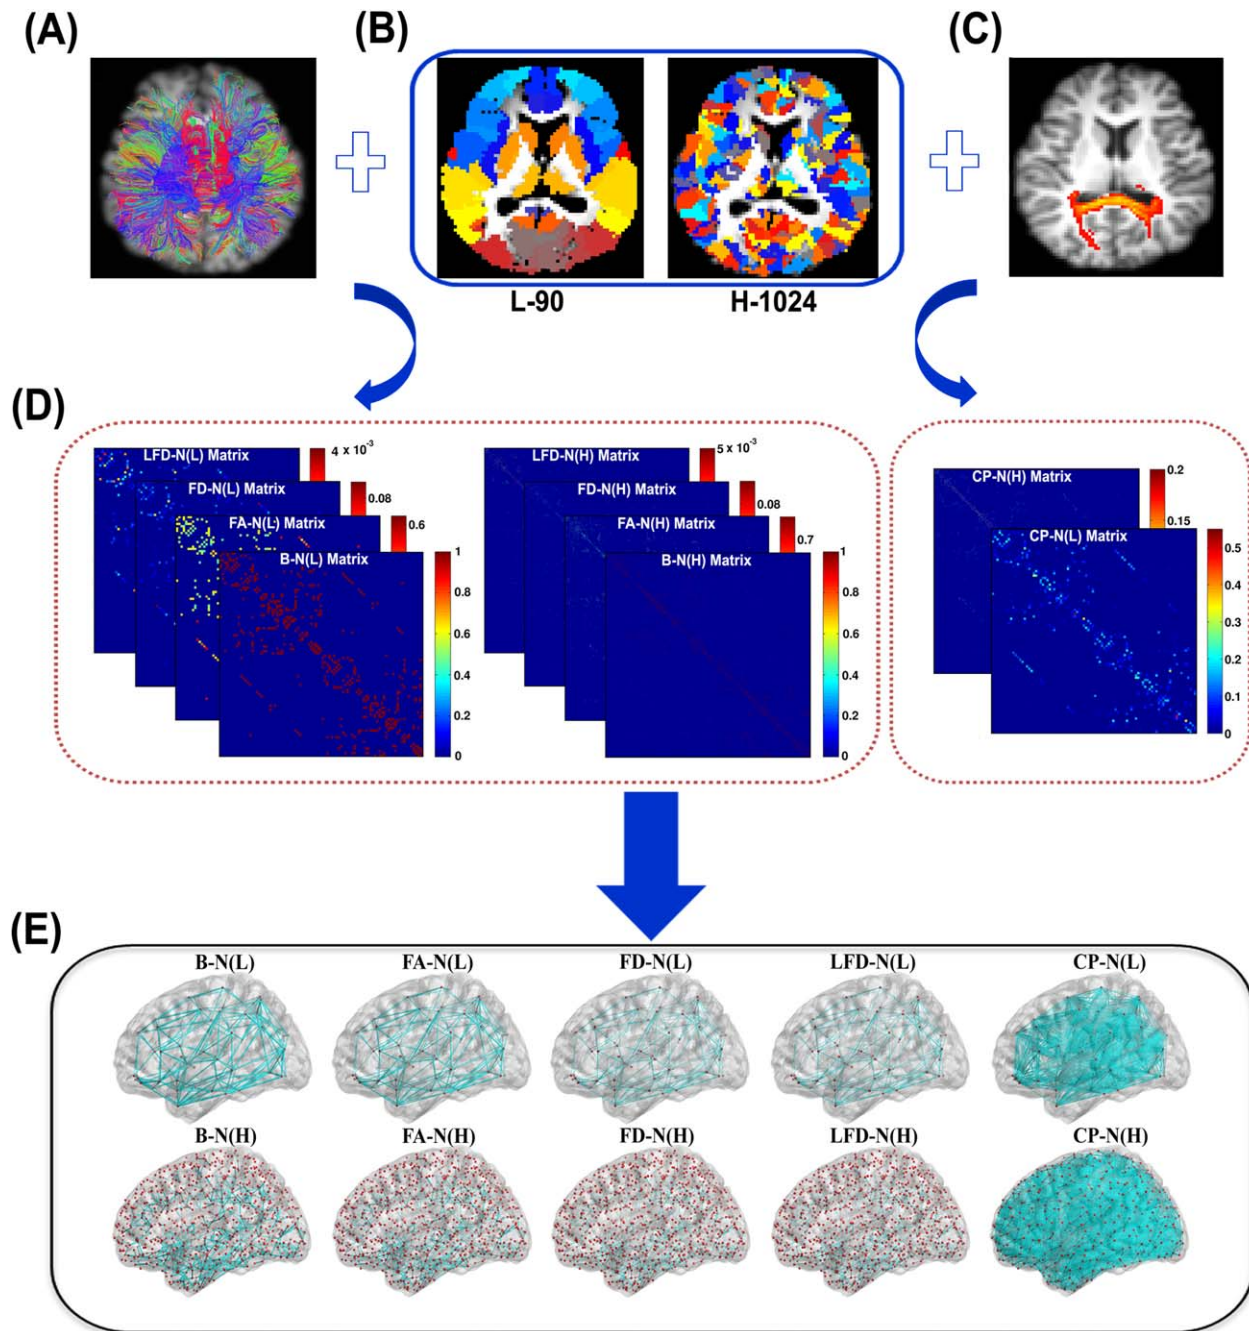 (A)
(B)
(C)
L-90
H-1024
(D)
LFD-N(L) Matrix
4 x 10-3
FD-N(L) Matrix
0.08
FA-N(L) Matrix
0.6
B-N(L) Matrix
1
0.8
0.6
0.4
0.2
0
LFD-N(H) Matrix
5 x 10-3
FD-N(H) Matrix
0.08
FA-N(H) Matrix
0.7
B-N(H) Matrix
1
0.8
0.6
0.4
0.2
0
CP-N(H) Matrix
0.2
0.15
CP-N(L) Matrix
0.5
0.4
0.3
0.2
0.1
0
(E)
B-N(L)
FA-N(L)
FD-N(L)
LFD-N(L)
CP-N(L)
B-N(H)
FA-N(H)
FD-N(H)
LFD-N(H)
CP-N(H)